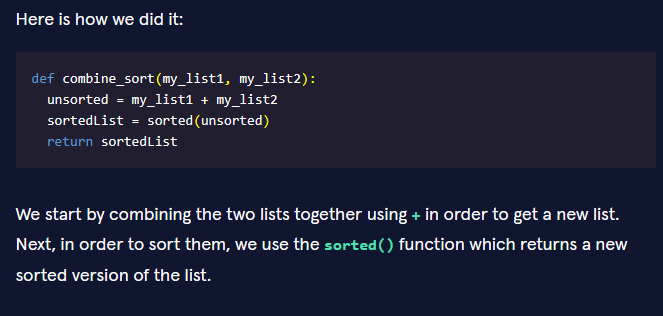 Here is how we did it:
def combine_sort(my_list1, my_list2):
  unsorted = my_list1 + my_list2
  sortedList = sorted(unsorted)
  return sortedList
We start by combining the two lists together using + in order to get a new list.
Next, in order to sort them, we use the sorted() function which returns a new
sorted version of the list.